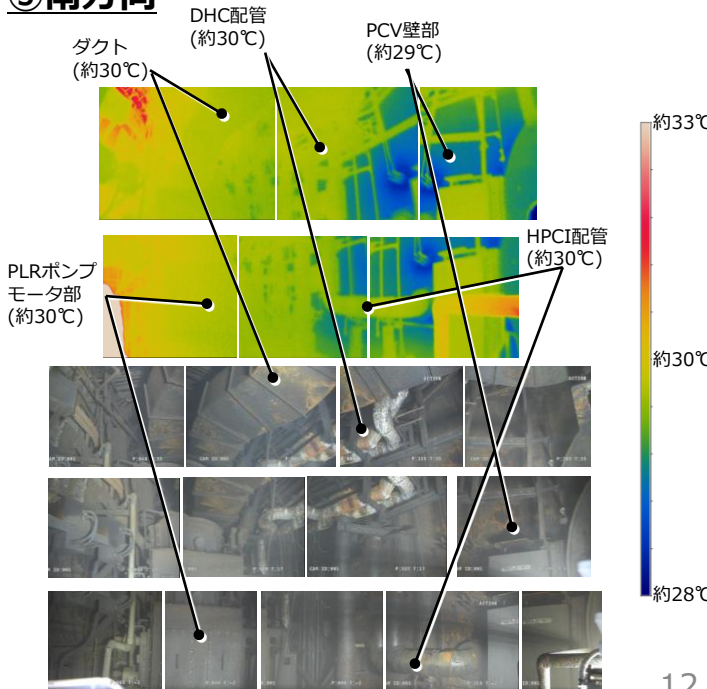 ③南方向
DHC配管
(約30℃)
ダクト
(約30℃)
PCV壁部
(約29℃)
約33℃
HPCI配管
(約30℃)
PLRポンプ
モータ部
(約30℃)
約30℃
約28℃
12